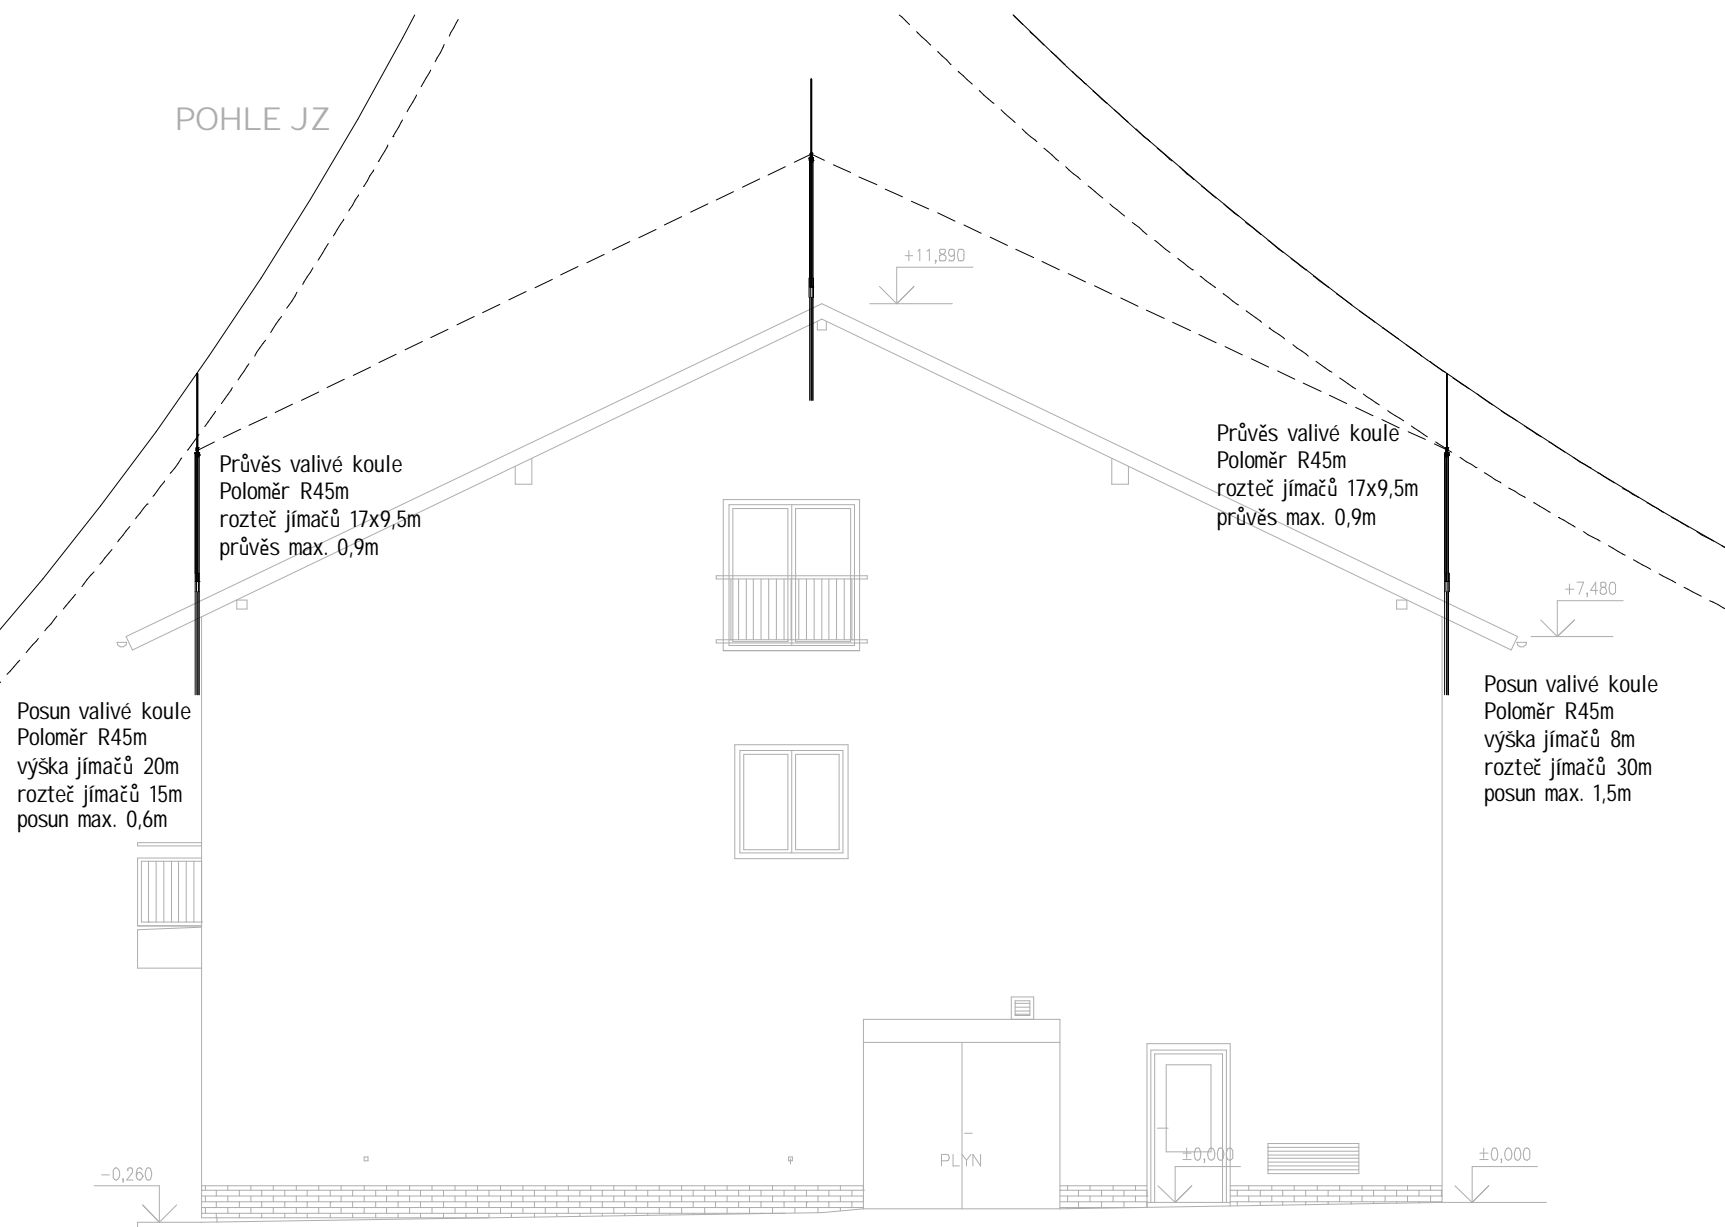 POHLE JZ
+11,890
Průvěs valivé koule
Poloměr R45m
rozteč jímačů 17x9,5m
průvěs max. 0,9m
Průvěs valivé koule
Poloměr R45m
rozteč jímačů 17x9,5m
průvěs max. 0,9m
+7,480
Posun valivé koule
Poloměr R45m
výška jímačů 20m
rozteč jímačů 15m
posun max. 0,6m
Posun valivé koule
Poloměr R45m
výška jímačů 8m
rozteč jímačů 30m
posun max. 1,5m
-0,260
PLYN
±0,000
±0,000